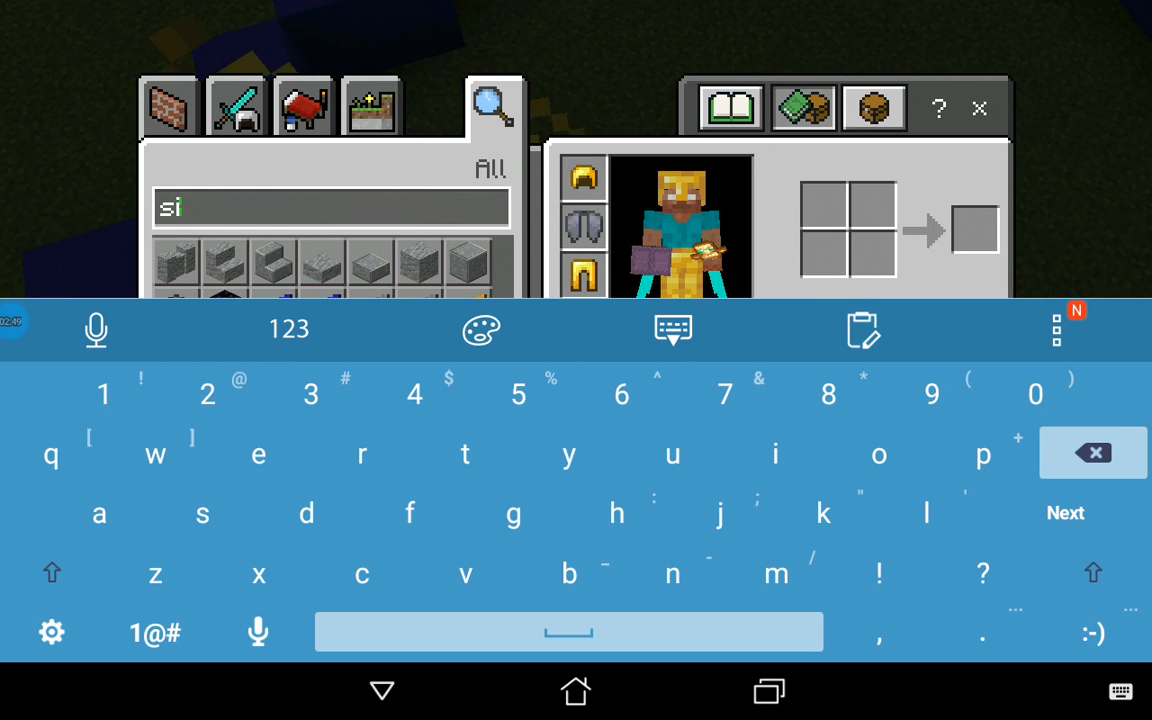 ? ×
All
si
02:49
123
N
! @ # $ % ^ & * ( )
1 2 3 4 5 6 7 8 9 0
[ ] +
q w e r t y u i o p
: ; " '
a s d f g h j k l Next
_ - /
z x c v b n m ! ?
... ...
1@# , . :-)